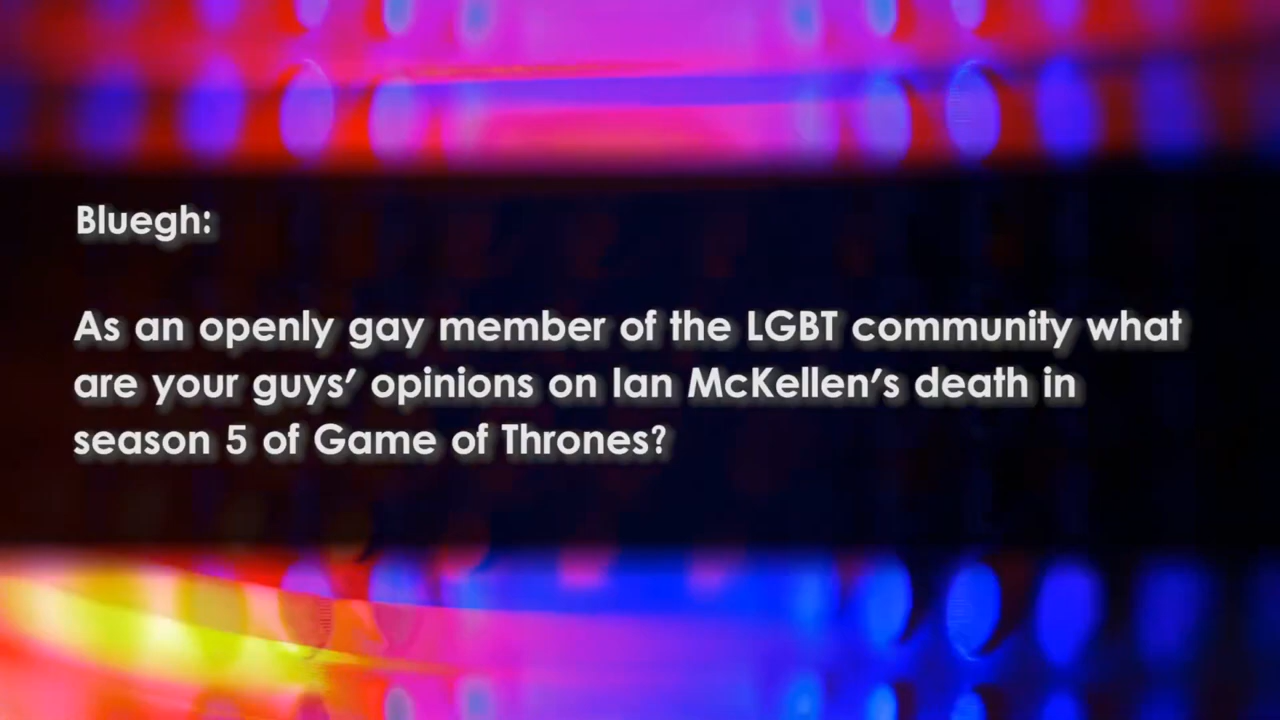 Bluegh:
As an openly gay member of the LGBT community what
are your guys’ opinions on Ian McKellen’s death in
season 5 of Game of Thrones?